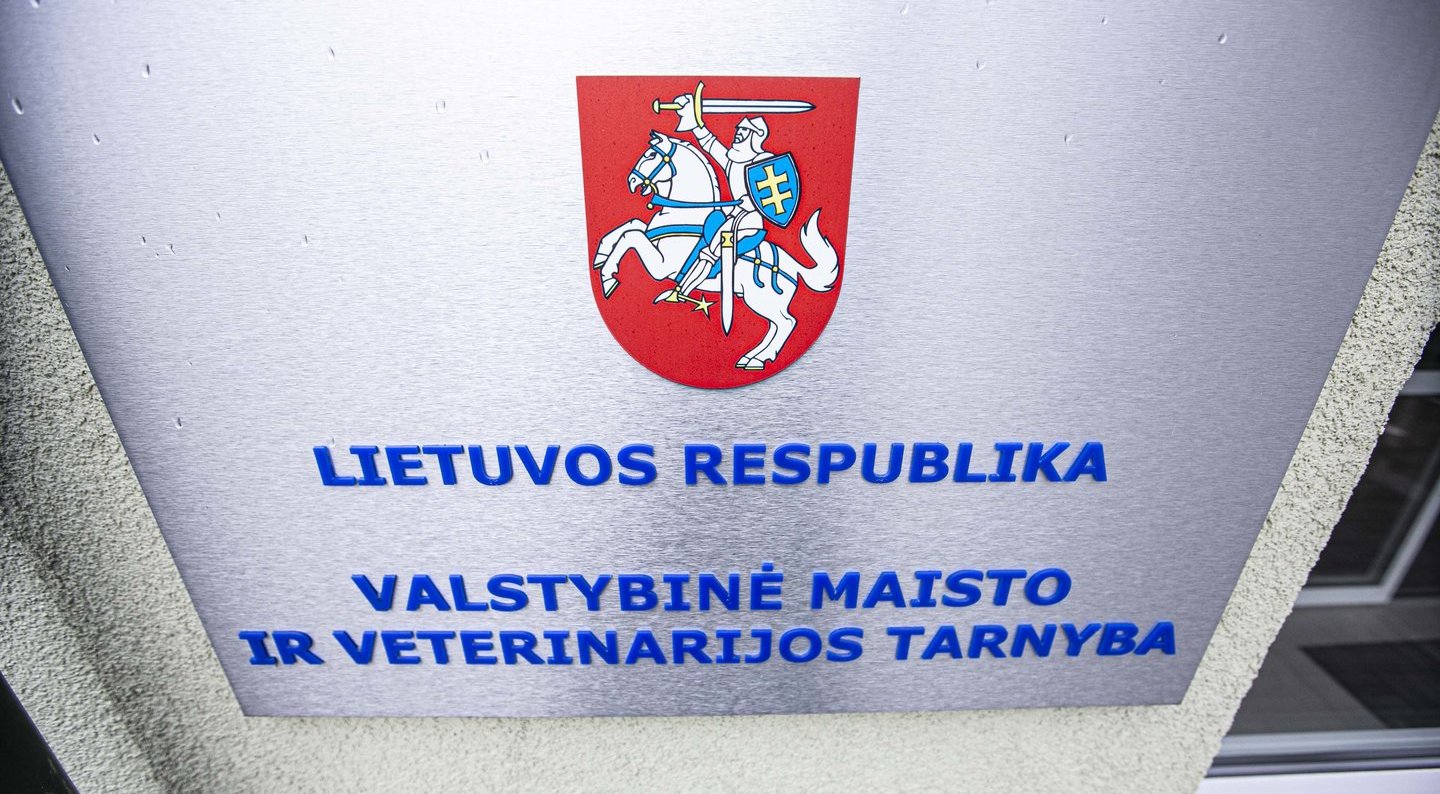 LIETUVOS RESPUBLIKA
VALSTYBINĖ MAISTO
IR VETERINARIJOS TARNYBA